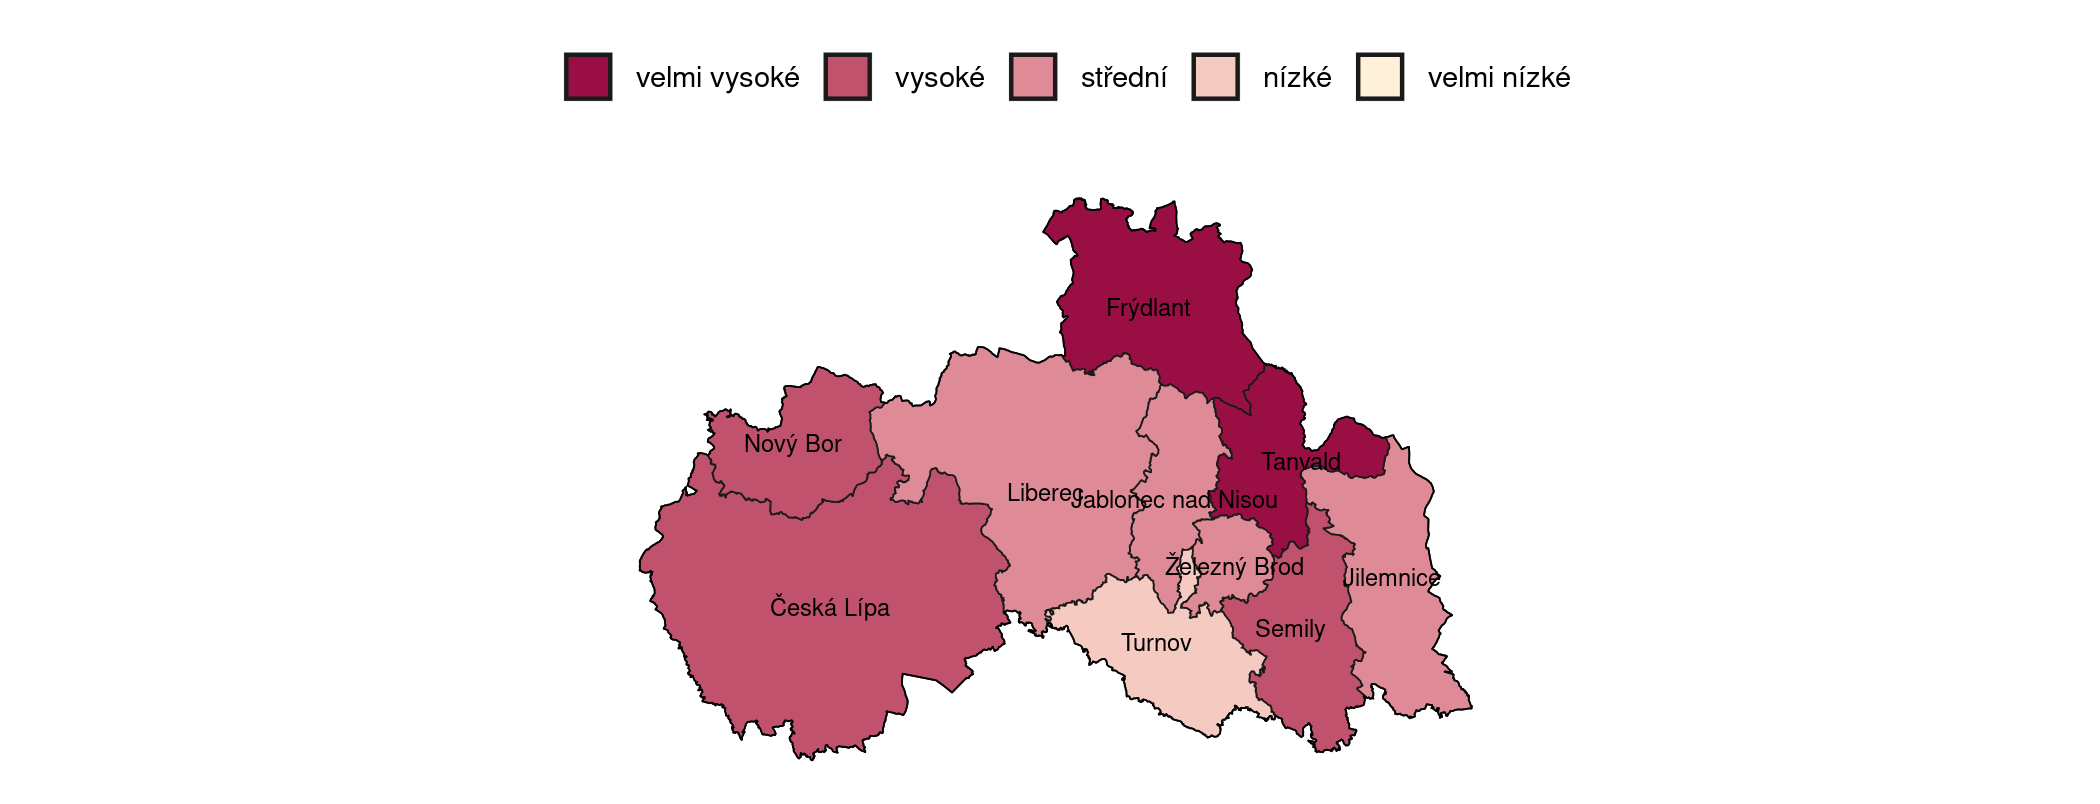 velmi vysoké vysoké střední nízké velmi nízké
Frýdlant
Nový Bor
Tanvald
Liberec
Jablonec nad Nisou
Železný Brod
Jilemnice
Česká Lípa
Semily
Turnov